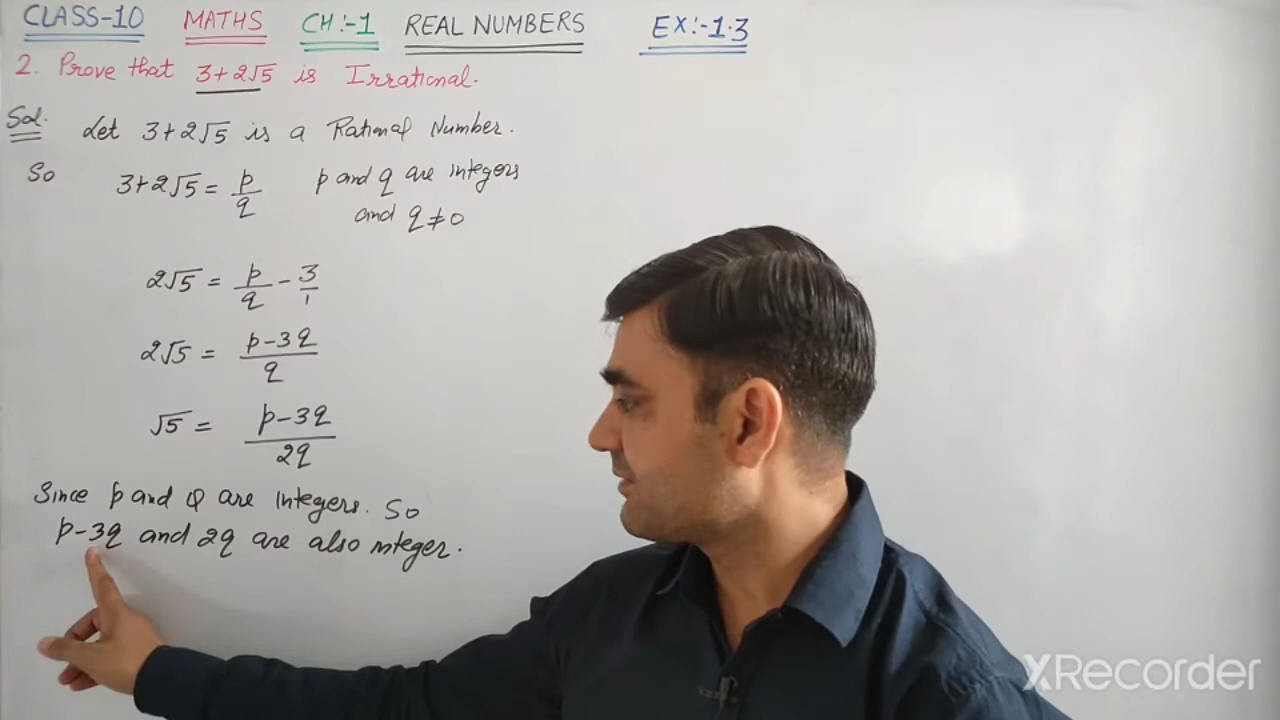 CLASS-10 MATHS CH:-1 REAL NUMBERS EX:-1.3
2. Prove that 3+2√5 is Irrational.
Sol. Let 3+2√5 is a Rational Number.
So 3+2√5 = p/q p and q are integers
and q≠0
2√5 = p/q - 3/1
2√5 = p-3q/q
√5 = p-3q/2q
Since p and Q are integers. So
p-3q and 2q are also integer.
XRecorder